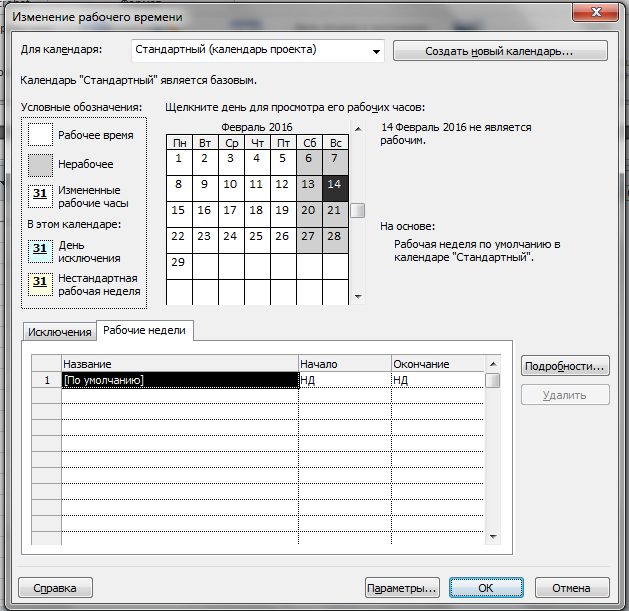 Изменение рабочего времени
Для календаря:
Стандартный (календарь проекта)
Создать новый календарь...
Календарь "Стандартный" является базовым.
Условные обозначения:
Рабочее время
Нерабочее
31 Измененные
рабочие часы
В этом календаре:
31 День
исключения
31 Нестандартная
рабочая неделя
Щелкните день для просмотра его рабочих часов:
Февраль 2016
Пн Вт Ср Чт Пт Сб Вс
1 2 3 4 5 6 7
8 9 10 11 12 13 14
15 16 17 18 19 20 21
22 23 24 25 26 27 28
29
14 Февраль 2016 не является
рабочим.
На основе:
Рабочая неделя по умолчанию в
календаре "Стандартный".
Исключения Рабочие недели
Название Начало Окончание
1 [По умолчанию] НД НД
Подробности...
Удалить
Справка
Параметры...
ОК
Отмена